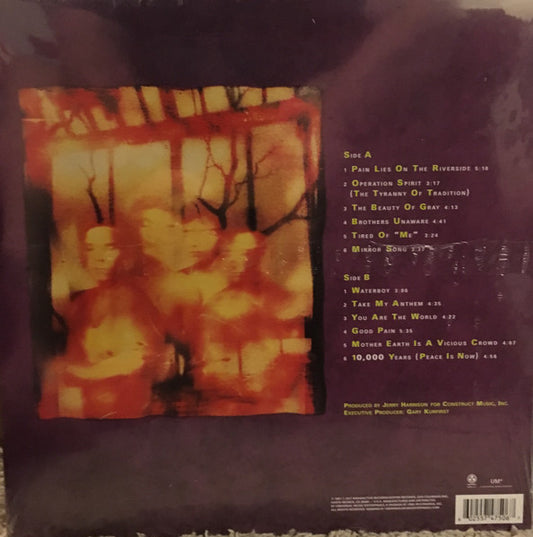 SIDE A
1 PAIN LIES ON THE RIVERSIDE 5:10
2 OPERATION SPIRIT 3:17
(THE TYRANNY OF TRADITION)
3 THE BEAUTY OF GRAY 4:13
4 BROTHERS UNAWARE 4:41
5 TIRED OF "ME" 3:24
6 MIRROR SONG
SIDE B
1 WATERBOY 3:06
2 TAKE MY ANTHEM 4:35
3 YOU ARE THE WORLD 4:22
4 GOOD PAIN 5:35
5 MOTHER EARTH IS A VICIOUS CROWD 4:07
6 10,000 YEARS (PEACE IS NOW) 4:56
PRODUCED BY JERRY HARRISON FOR CONSTRUCT MUSIC, INC.
EXECUTIVE PRODUCER: GARY KURFIRST
UMe